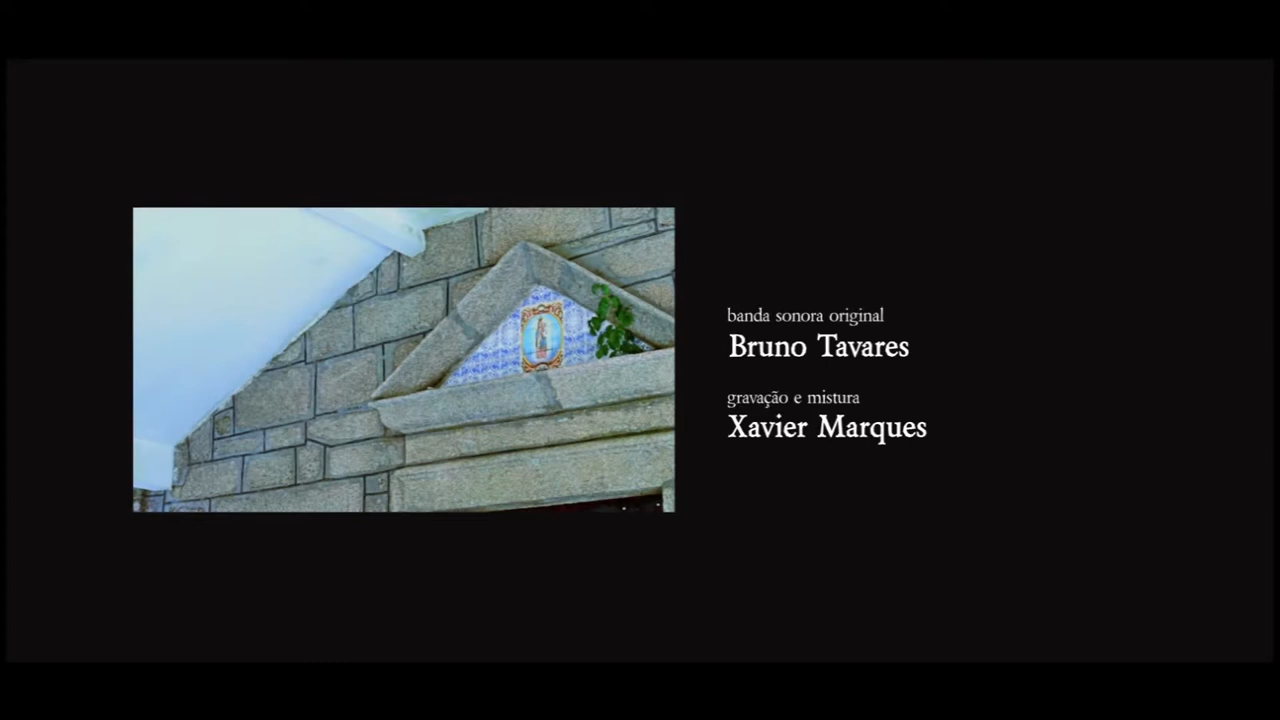 banda sonora original
Bruno Tavares
gravação e mistura
Xavier Marques